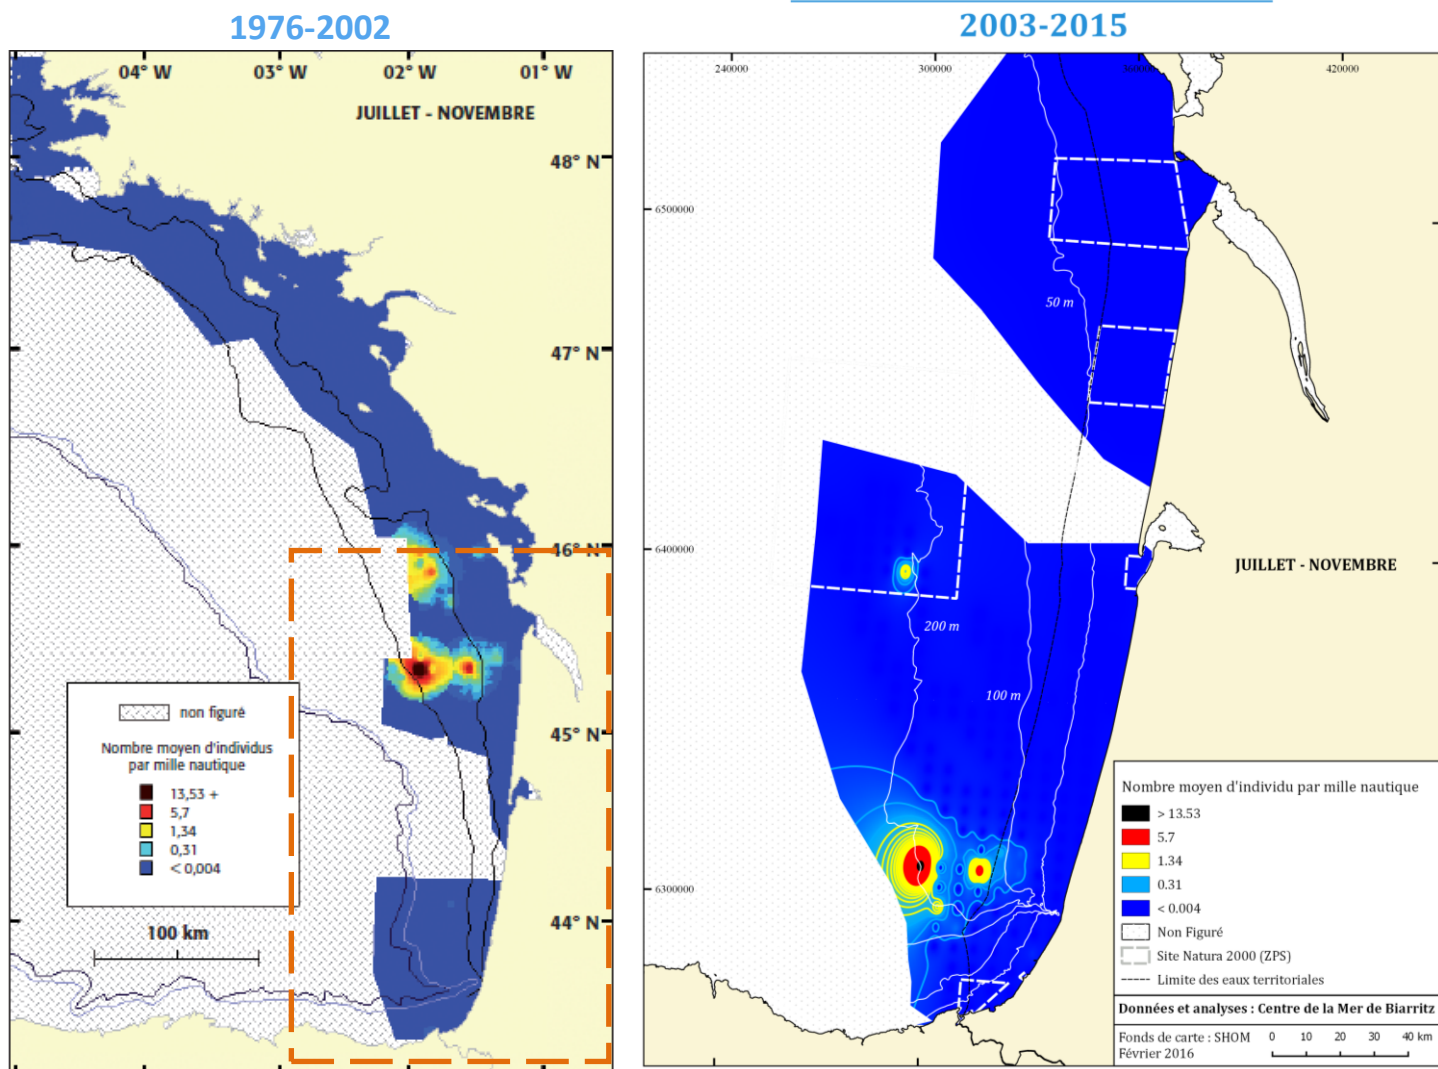 1976-2002
04° W
03° W
02° W
01° W
JUILLET - NOVEMBRE
48° N
47° N
46° N
45° N
44° N
non figuré
Nombre moyen d'individus
par mille nautique
13,53 +
5,7
1,34
0,31
< 0,004
100 km
2003-2015
240000
300000
360000
420000
6500000
50 m
6400000
JUILLET - NOVEMBRE
200 m
100 m
6300000
Nombre moyen d'individu par mille nautique
> 13.53
5.7
1.34
0.31
< 0.004
Non Figuré
Site Natura 2000 (ZPS)
Limite des eaux territoriales
Données et analyses : Centre de la Mer de Biarritz
Fonds de carte : SHOM
Février 2016
0 10 20 30 40 km